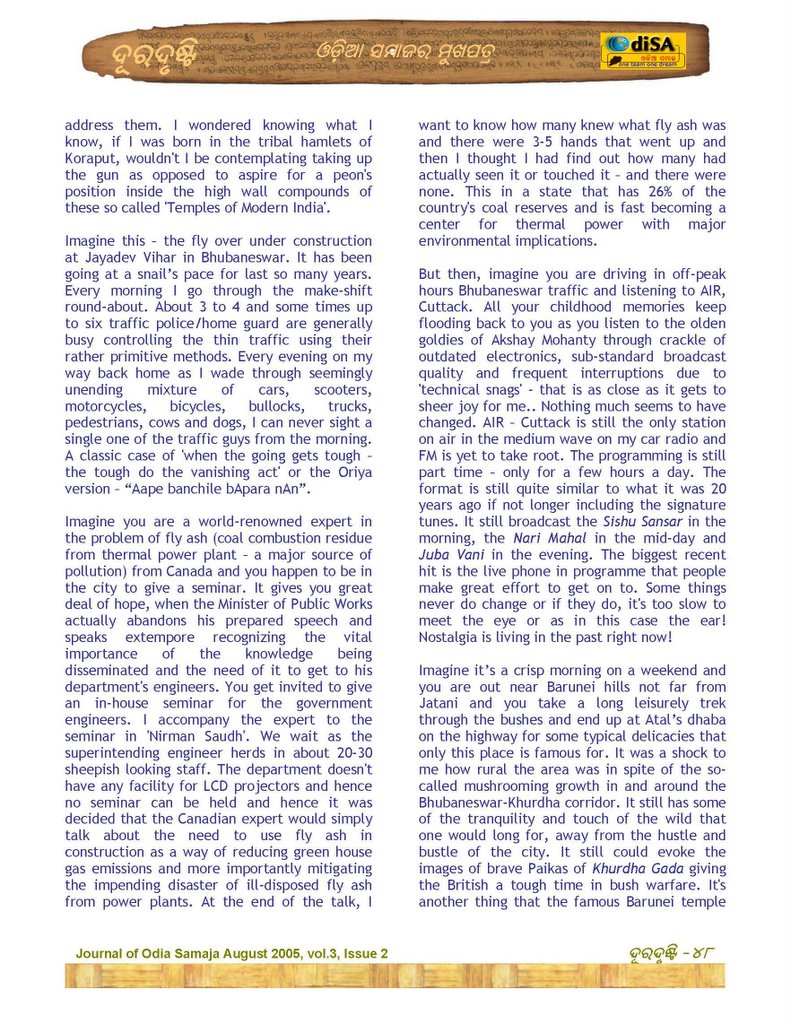 ଦୂରଦୃଷ୍ଟି
ଓଡ଼ିଆ ସମାଜର ମୁଖପତ୍ର
diSA
ଓଡ଼ିଆ ସମାଜ
one team one dream
address them. I wondered knowing what I
know, if I was born in the tribal hamlets of
Koraput, wouldn't I be contemplating taking up
the gun as opposed to aspire for a peon's
position inside the high wall compounds of
these so called 'Temples of Modern India'.
Imagine this – the fly over under construction
at Jayadev Vihar in Bhubaneswar. It has been
going at a snail’s pace for last so many years.
Every morning I go through the make-shift
round-about. About 3 to 4 and some times up
to six traffic police/home guard are generally
busy controlling the thin traffic using their
rather primitive methods. Every evening on my
way back home as I wade through seemingly
unending mixture of cars, scooters,
motorcycles, bicycles, bullocks, trucks,
pedestrians, cows and dogs, I can never sight a
single one of the traffic guys from the morning.
A classic case of 'when the going gets tough –
the tough do the vanishing act' or the Oriya
version – “Aape banchile bApara nAn”.
Imagine you are a world-renowned expert in
the problem of fly ash (coal combustion residue
from thermal power plant – a major source of
pollution) from Canada and you happen to be in
the city to give a seminar. It gives you great
deal of hope, when the Minister of Public Works
actually abandons his prepared speech and
speaks extempore recognizing the vital
importance of the knowledge being
disseminated and the need of it to get to his
department's engineers. You get invited to give
an in-house seminar for the government
engineers. I accompany the expert to the
seminar in 'Nirman Saudh'. We wait as the
superintending engineer herds in about 20-30
sheepish looking staff. The department doesn't
have any facility for LCD projectors and hence
no seminar can be held and hence it was
decided that the Canadian expert would simply
talk about the need to use fly ash in
construction as a way of reducing green house
gas emissions and more importantly mitigating
the impending disaster of ill-disposed fly ash
from power plants. At the end of the talk, I
want to know how many knew what fly ash was
and there were 3-5 hands that went up and
then I thought I had find out how many had
actually seen it or touched it – and there were
none. This in a state that has 26% of the
country's coal reserves and is fast becoming a
center for thermal power with major
environmental implications.
But then, imagine you are driving in off-peak
hours Bhubaneswar traffic and listening to AIR,
Cuttack. All your childhood memories keep
flooding back to you as you listen to the olden
goldies of Akshay Mohanty through crackle of
outdated electronics, sub-standard broadcast
quality and frequent interruptions due to
'technical snags' - that is as close as it gets to
sheer joy for me.. Nothing much seems to have
changed. AIR – Cuttack is still the only station
on air in the medium wave on my car radio and
FM is yet to take root. The programming is still
part time – only for a few hours a day. The
format is still quite similar to what it was 20
years ago if not longer including the signature
tunes. It still broadcast the Sishu Sansar in the
morning, the Nari Mahal in the mid-day and
Juba Vani in the evening. The biggest recent
hit is the live phone in programme that people
make great effort to get on to. Some things
never do change or if they do, it's too slow to
meet the eye or as in this case the ear!
Nostalgia is living in the past right now!
Imagine it’s a crisp morning on a weekend and
you are out near Barunei hills not far from
Jatani and you take a long leisurely trek
through the bushes and end up at Atal’s dhaba
on the highway for some typical delicacies that
only this place is famous for. It was a shock to
me how rural the area was in spite of the so-
called mushrooming growth in and around the
Bhubaneswar-Khurdha corridor. It still has some
of the tranquility and touch of the wild that
one would long for, away from the hustle and
bustle of the city. It still could evoke the
images of brave Paikas of Khurdha Gada giving
the British a tough time in bush warfare. It's
another thing that the famous Barunei temple
Journal of Odia Samaja August 2005, vol.3, Issue 2
ଦୂରଦୃଷ୍ଟି – ୪୮